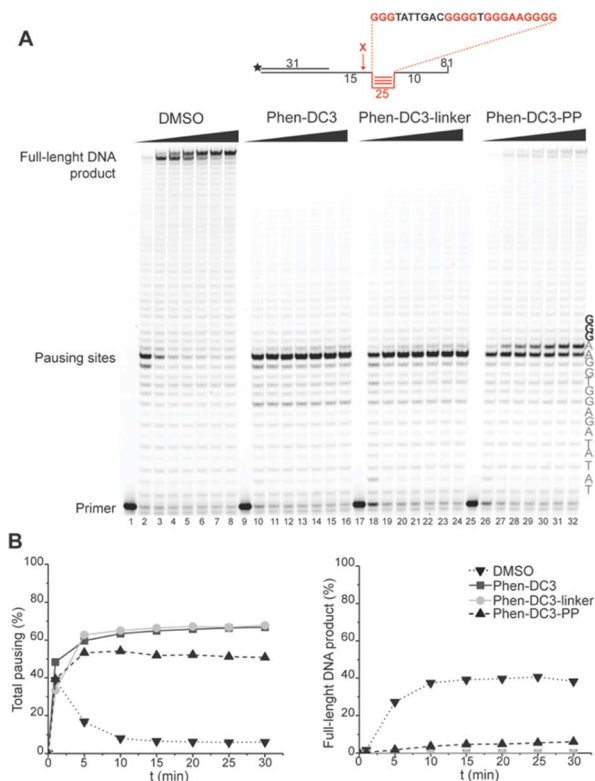 GGGTATTGACGGGGTGGGAAGGGG
A
X
31
81
15
10
25
DMSO
Phen-DC3
Phen-DC3-linker
Phen-DC3-PP
Full-lenght DNA
product
Pausing sites
G
G
G
A
A
G
G
T
G
G
A
G
A
T
A
T
A
T
Primer
1 2 3 4 5 6 7 8 9 10 11 12 13 14 15 16 17 18 19 20 21 22 23 24 25 26 27 28 29 30 31 32
B
Total pausing (%)
100
80
60
40
20
0
0 5 10 15 20 25 30
t (min)
Full-lenght DNA product (%)
100
80
60
40
20
0
0 5 10 15 20 25 30
t (min)
DMSO
Phen-DC3
Phen-DC3-linker
Phen-DC3-PP